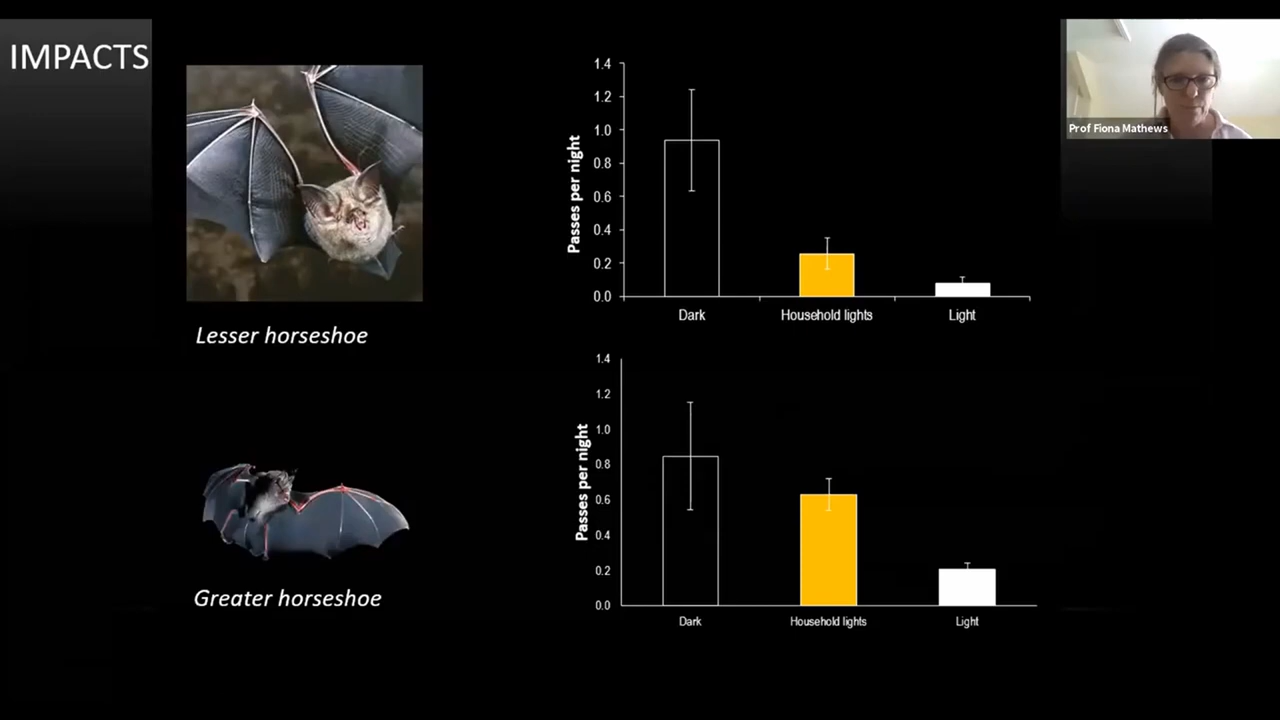 IMPACTS
Prof Fiona Mathews
Lesser horseshoe
Passes per night
1.4
1.2
1.0
0.8
0.6
0.4
0.2
0.0
Dark
Household lights
Light
Greater horseshoe
Passes per night
1.4
1.2
1.0
0.8
0.6
0.4
0.2
0.0
Dark
Household lights
Light